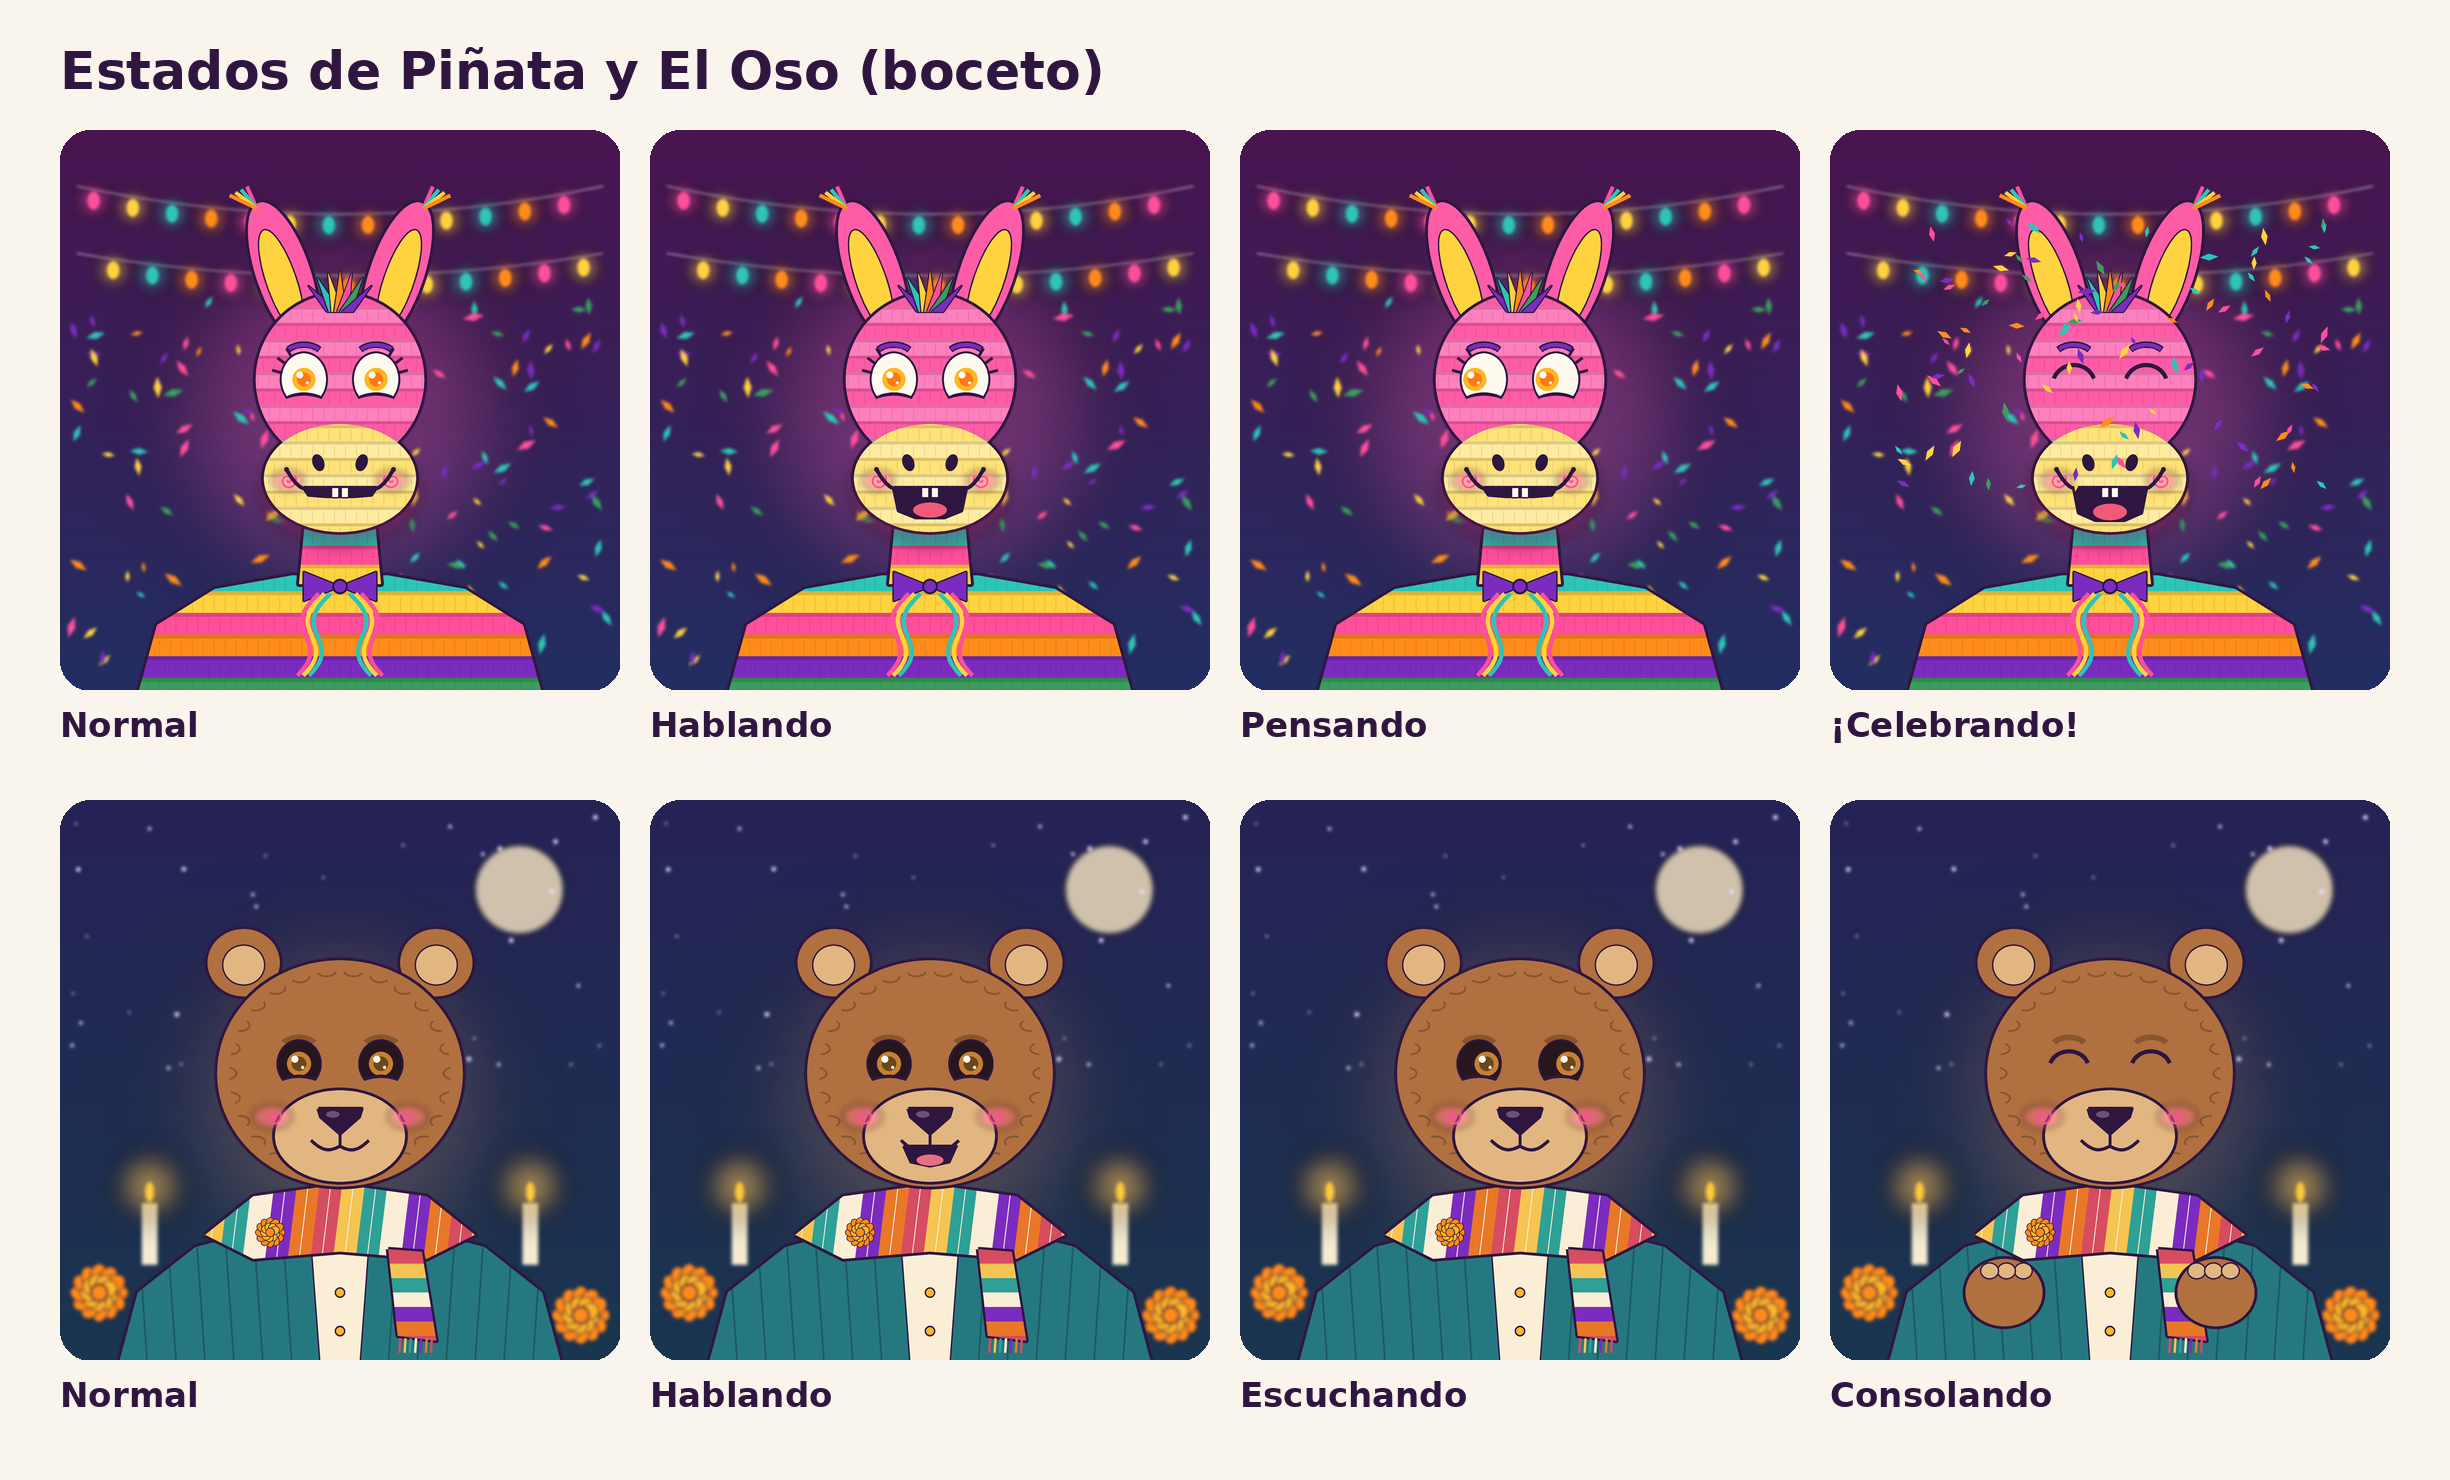 Estados de Piñata y El Oso (boceto)
Normal
Hablando
Pensando
¡Celebrando!
Normal
Hablando
Escuchando
Consolando